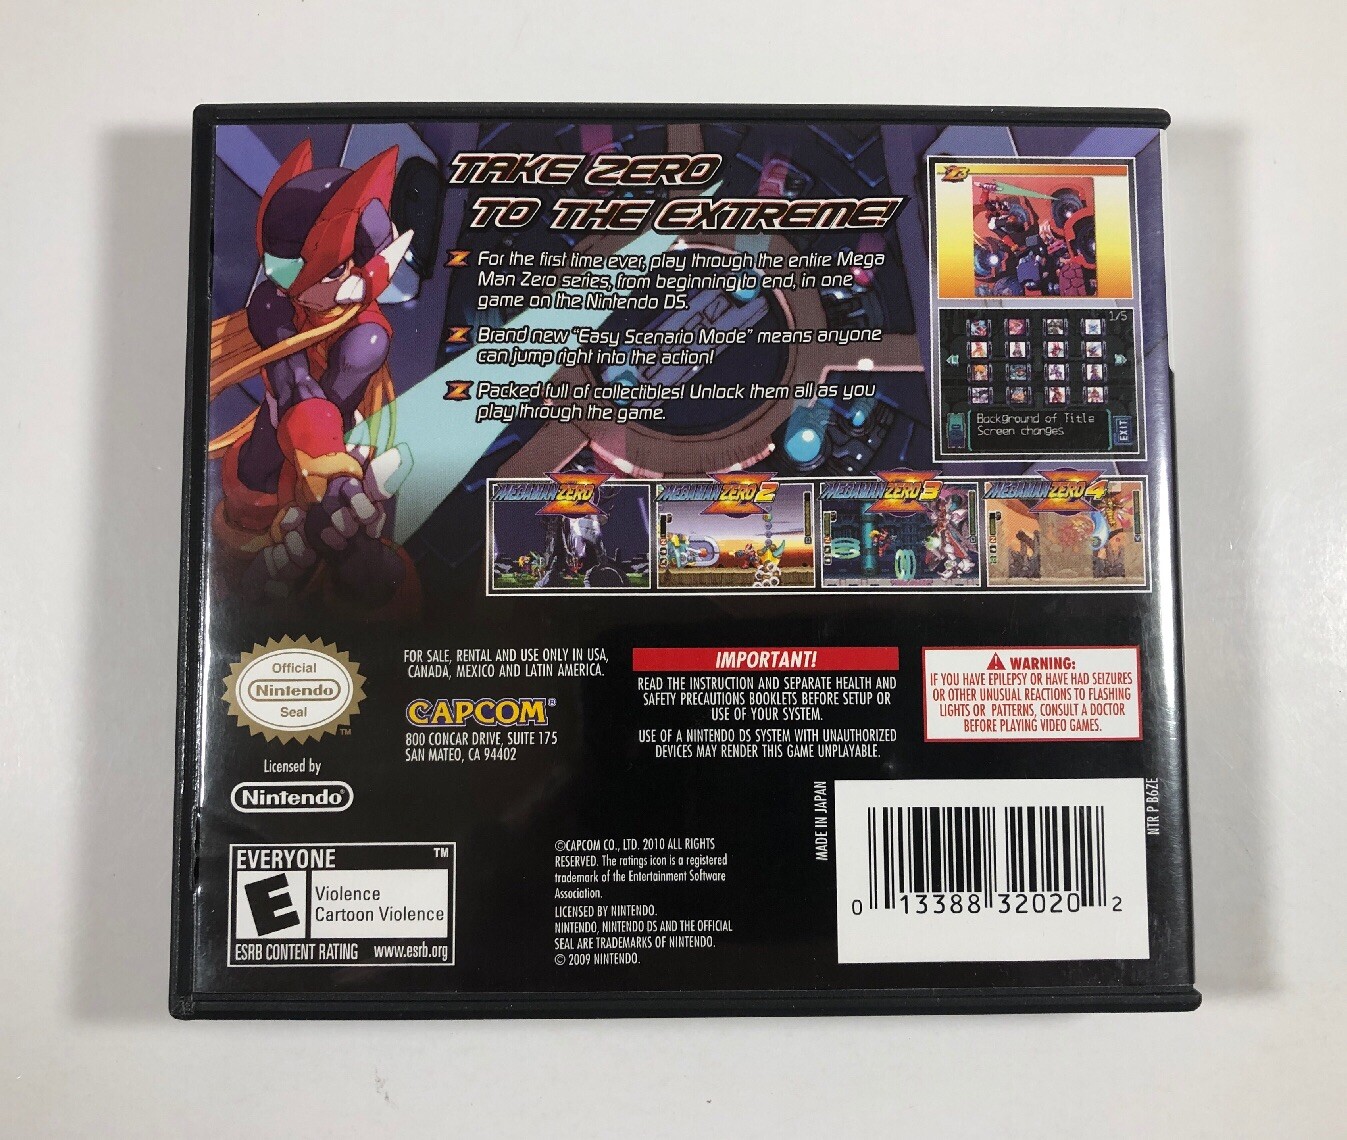 TAKE ZERO
TO THE EXTREME!
For the first time ever, play through the entire Mega
Man Zero series, from beginning to end, in one
game on the Nintendo DS.
Brand new "Easy Scenario Mode" means anyone
can jump right into the action!
Packed full of collectibles! Unlock them all as you
play through the game.
Z3
1/5
Background of Title
Screen changes
EXIT
MEGAMAN ZERO
MEGAMAN ZERO 2
MEGAMAN ZERO 3
MEGAMAN ZERO 4
Official
Nintendo
Seal
TM
Licensed by
Nintendo®
FOR SALE, RENTAL AND USE ONLY IN USA,
CANADA, MEXICO AND LATIN AMERICA.
CAPCOM®
800 CONCAR DRIVE, SUITE 175
SAN MATEO, CA 94402
IMPORTANT!
READ THE INSTRUCTION AND SEPARATE HEALTH AND
SAFETY PRECAUTIONS BOOKLETS BEFORE SETUP OR
USE OF YOUR SYSTEM.
USE OF A NINTENDO DS SYSTEM WITH UNAUTHORIZED
DEVICES MAY RENDER THIS GAME UNPLAYABLE.
WARNING:
IF YOU HAVE EPILEPSY OR HAVE HAD SEIZURES
OR OTHER UNUSUAL REACTIONS TO FLASHING
LIGHTS OR PATTERNS, CONSULT A DOCTOR
BEFORE PLAYING VIDEO GAMES.
EVERYONE TM
E
Violence
Cartoon Violence
ESRB CONTENT RATING www.esrb.org
©CAPCOM CO., LTD. 2010 ALL RIGHTS
RESERVED. The ratings icon is a registered
trademark of the Entertainment Software
Association.
LICENSED BY NINTENDO.
NINTENDO, NINTENDO DS AND THE OFFICIAL
SEAL ARE TRADEMARKS OF NINTENDO.
© 2009 NINTENDO.
MADE IN JAPAN
0 13388 32020 2
NTR P B6ZE